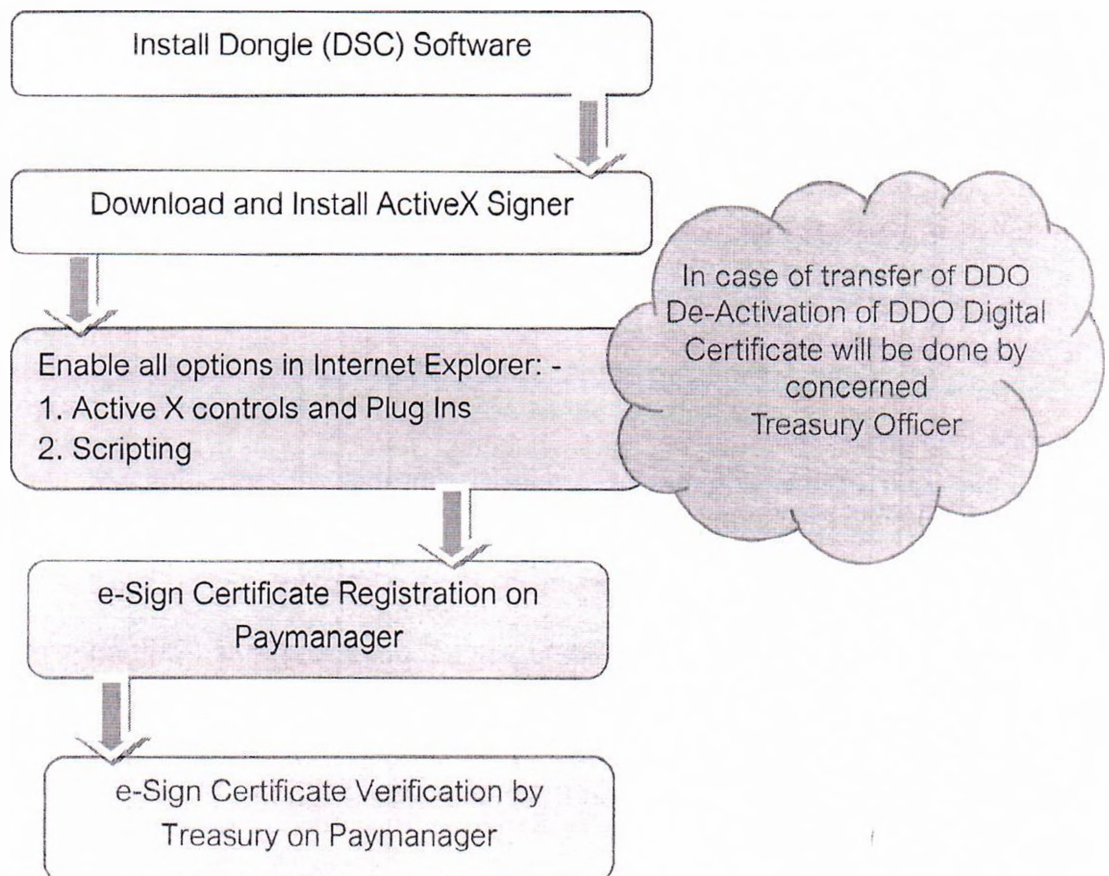 Install Dongle (DSC) Software
Download and Install ActiveX Signer
Enable all options in Internet Explorer: -
1. Active X controls and Plug Ins
2. Scripting
In case of transfer of DDO
De-Activation of DDO Digital
Certificate will be done by
concerned
Treasury Officer
e-Sign Certificate Registration on
Paymanager
e-Sign Certificate Verification by
Treasury on Paymanager